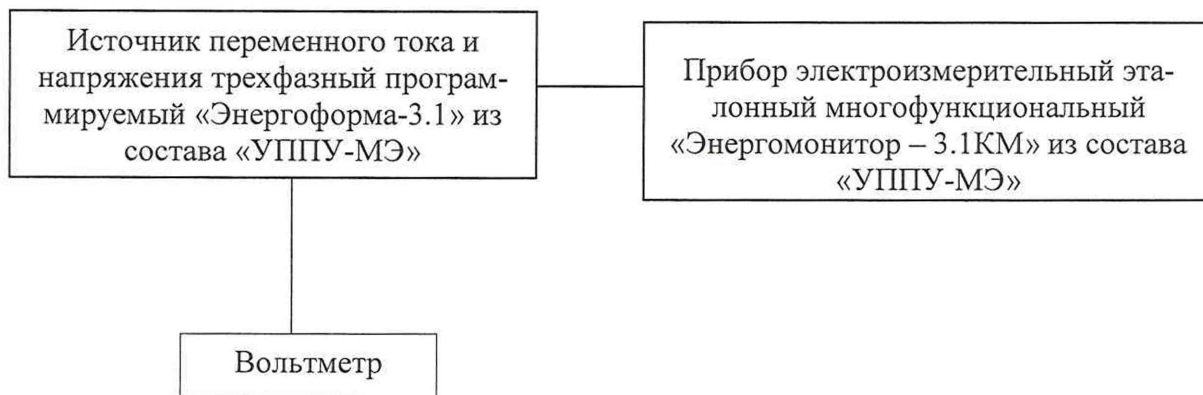 Источник переменного тока и
напряжения трехфазный програм-
мируемый «Энергоформа-3.1» из
состава «УППУ-МЭ»
Прибор электроизмерительный эта-
лонный многофункциональный
«Энергомонитор – 3.1КМ» из состава
«УППУ-МЭ»
Вольтметр